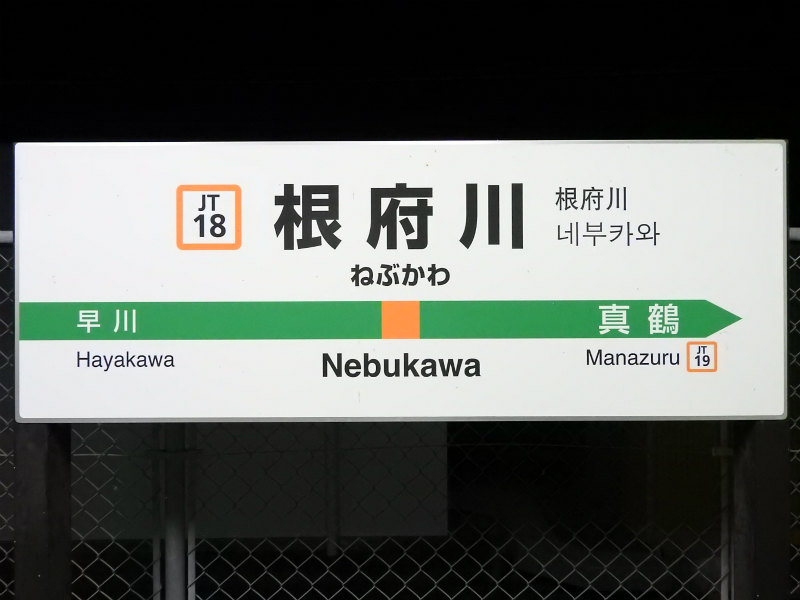 JT
18
根府川
根府川
네부카와
ねぶかわ
早川
真鶴
Hayakawa
Nebukawa
Manazuru
JT
19